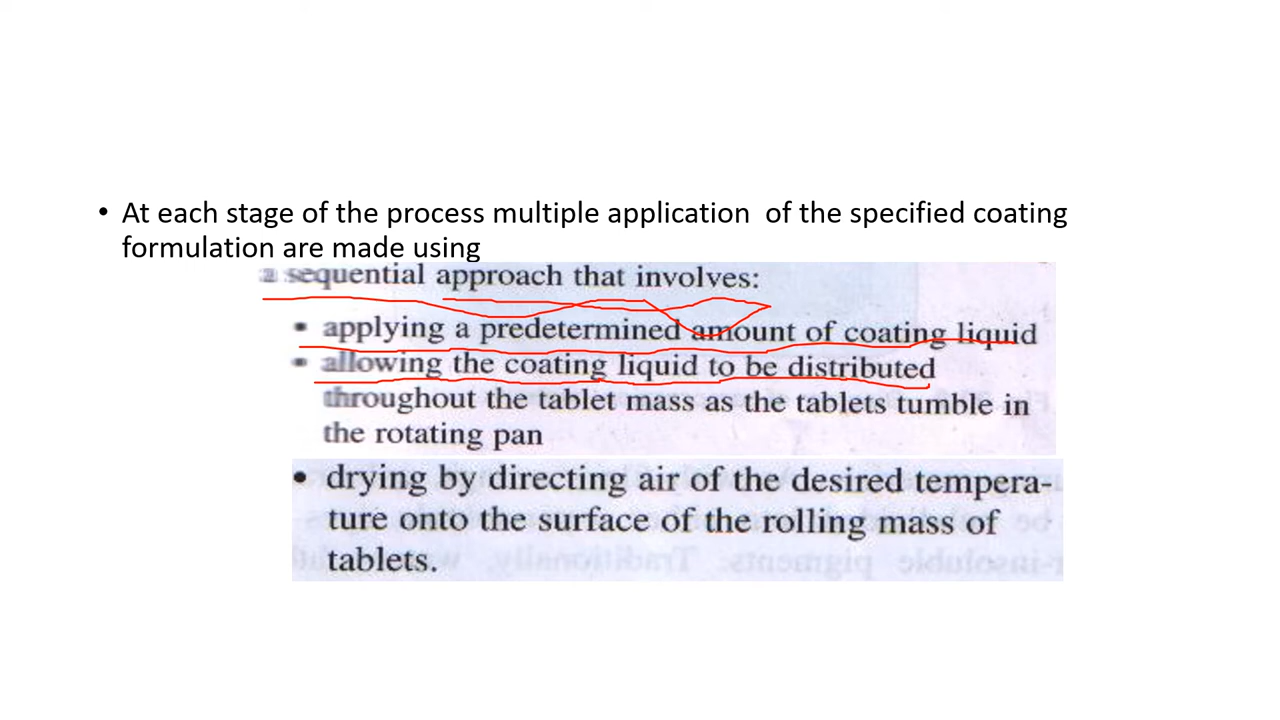 • At each stage of the process multiple application of the specified coating
formulation are made using
a sequential approach that involves:
▪ applying a predetermined amount of coating liquid
▪ allowing the coating liquid to be distributed
throughout the tablet mass as the tablets tumble in
the rotating pan
• drying by directing air of the desired tempera-
ture onto the surface of the rolling mass of
tablets.